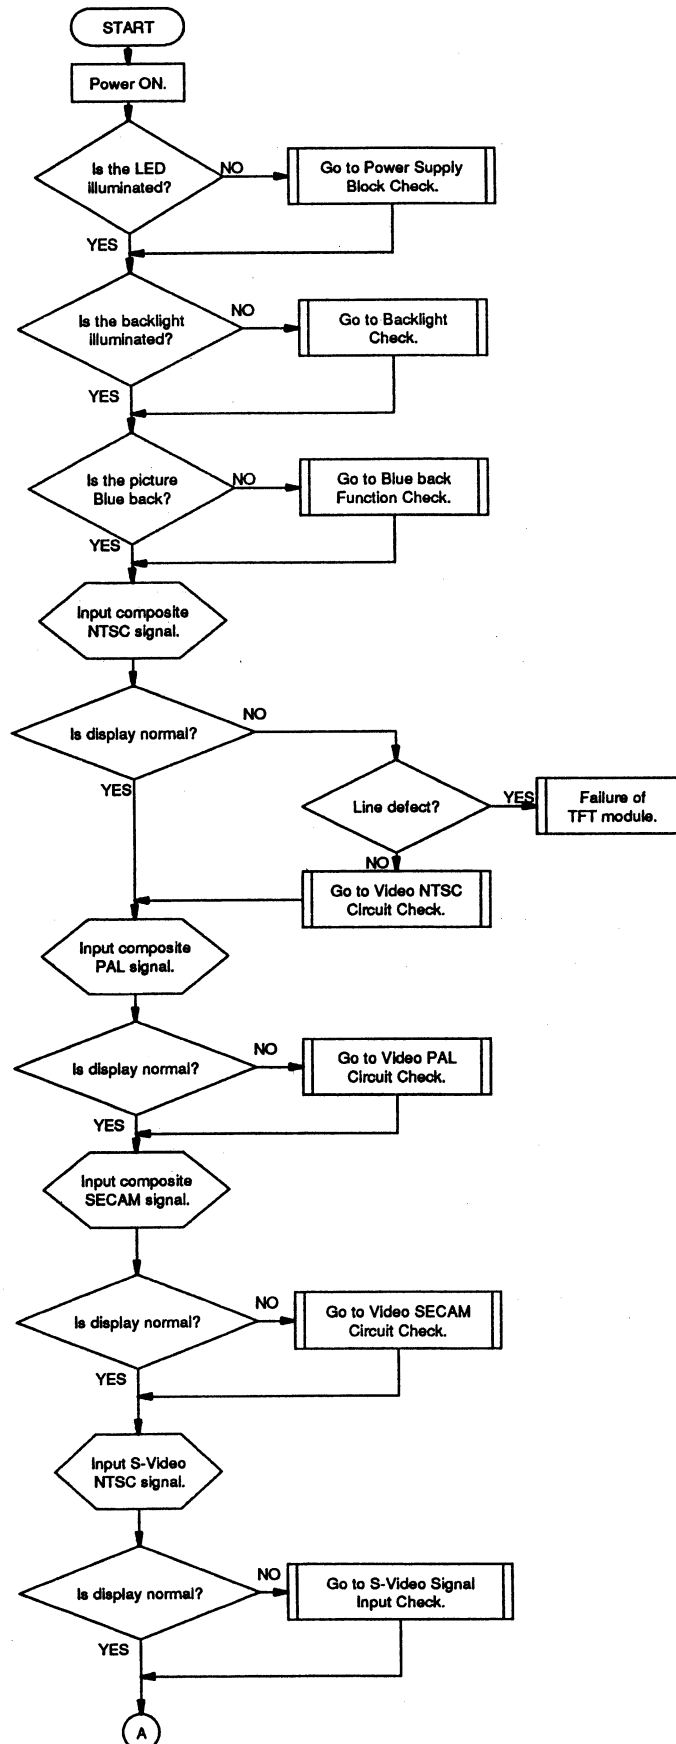 START
Power ON.
Is the LED
illuminated?
NO
Go to Power Supply
Block Check.
YES
Is the backlight
illuminated?
NO
Go to Backlight
Check.
YES
Is the picture
Blue back?
NO
Go to Blue back
Function Check.
YES
Input composite
NTSC signal.
Is display normal?
NO
YES
Line defect?
YES
Failure of
TFT module.
NO
Go to Video NTSC
Circuit Check.
Input composite
PAL signal.
Is display normal?
NO
Go to Video PAL
Circuit Check.
YES
Input composite
SECAM signal.
Is display normal?
NO
Go to Video SECAM
Circuit Check.
YES
Input S-Video
NTSC signal.
Is display normal?
NO
Go to S-Video Signal
Input Check.
YES
A